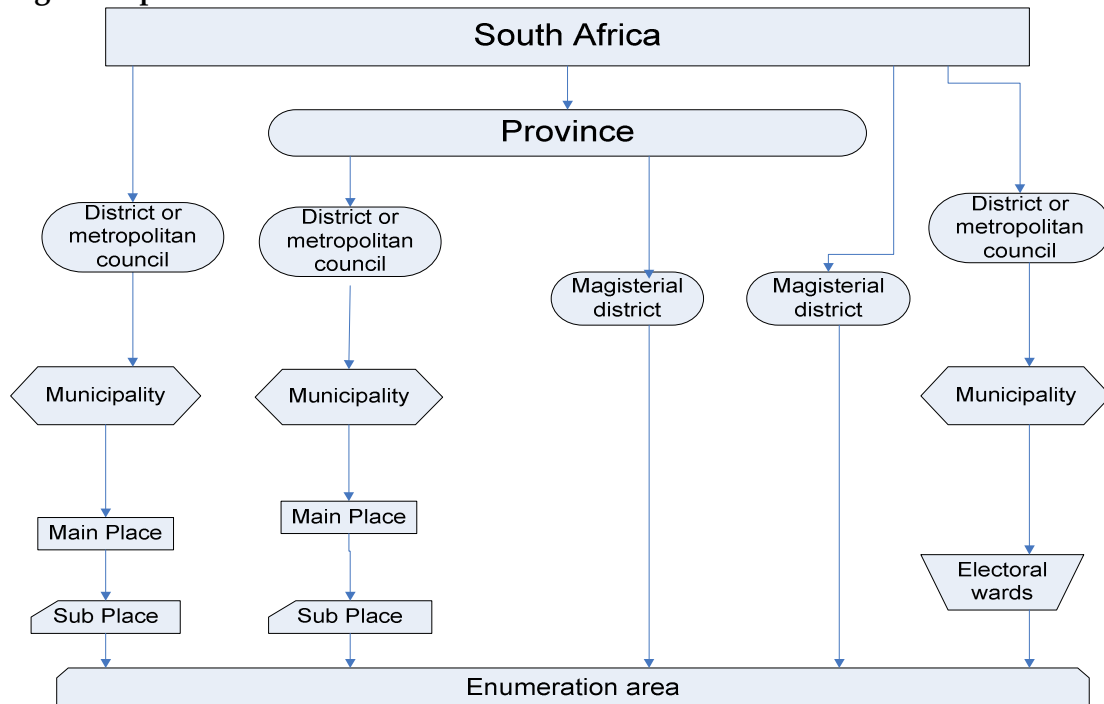 South Africa
Province
District or
metropolitan
council
District or
metropolitan
council
Magisterial
district
Magisterial
district
District or
metropolitan
council
Municipality
Municipality
Municipality
Main Place
Main Place
Electoral
wards
Sub Place
Sub Place
Enumeration area